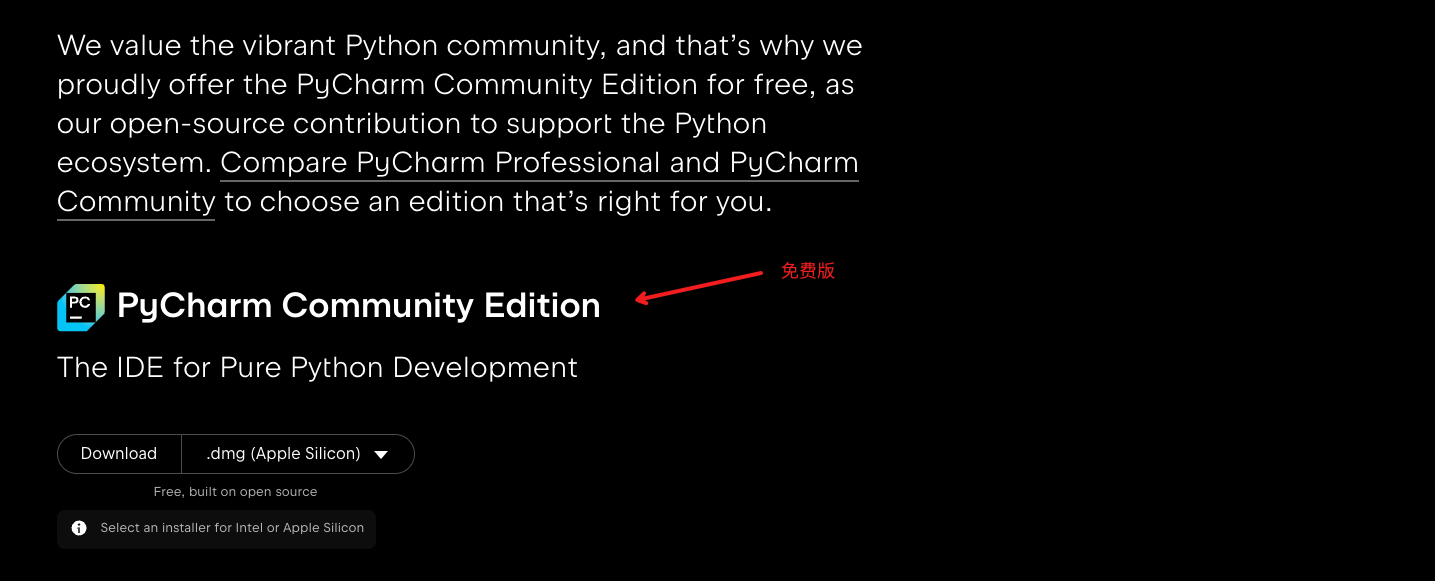 We value the vibrant Python community, and that’s why we
proudly offer the PyCharm Community Edition for free, as
our open-source contribution to support the Python
ecosystem. Compare PyCharm Professional and PyCharm
Community to choose an edition that’s right for you.
免费版
PC
PyCharm Community Edition
The IDE for Pure Python Development
Download .dmg (Apple Silicon)
Free, built on open source
Select an installer for Intel or Apple Silicon